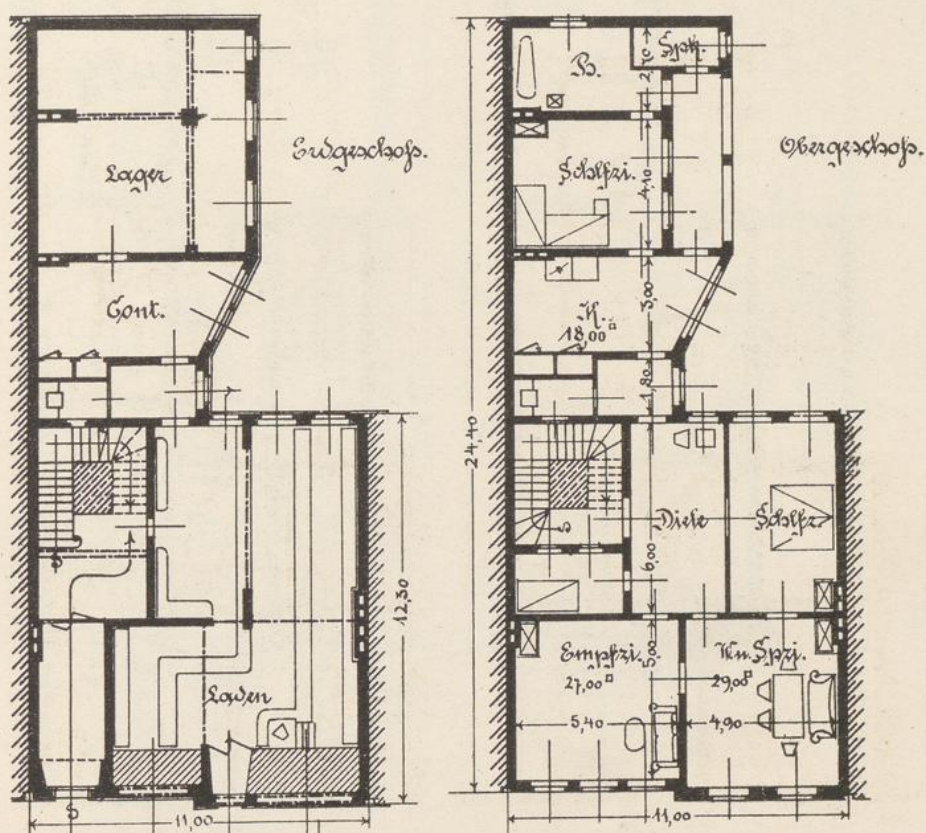 Erdgeschoß.
Lager
Cont.
Laden
12,30
11,00
Obergeschoß.
24,40
B.
Spk.
2,70
Schlfzi.
4,10
3,00
K.
18,00□
1,80
Diele
Schlfz.
6,00
Empfzi.
27,00□
5,00
29,00□
5,40
4,90
11,00